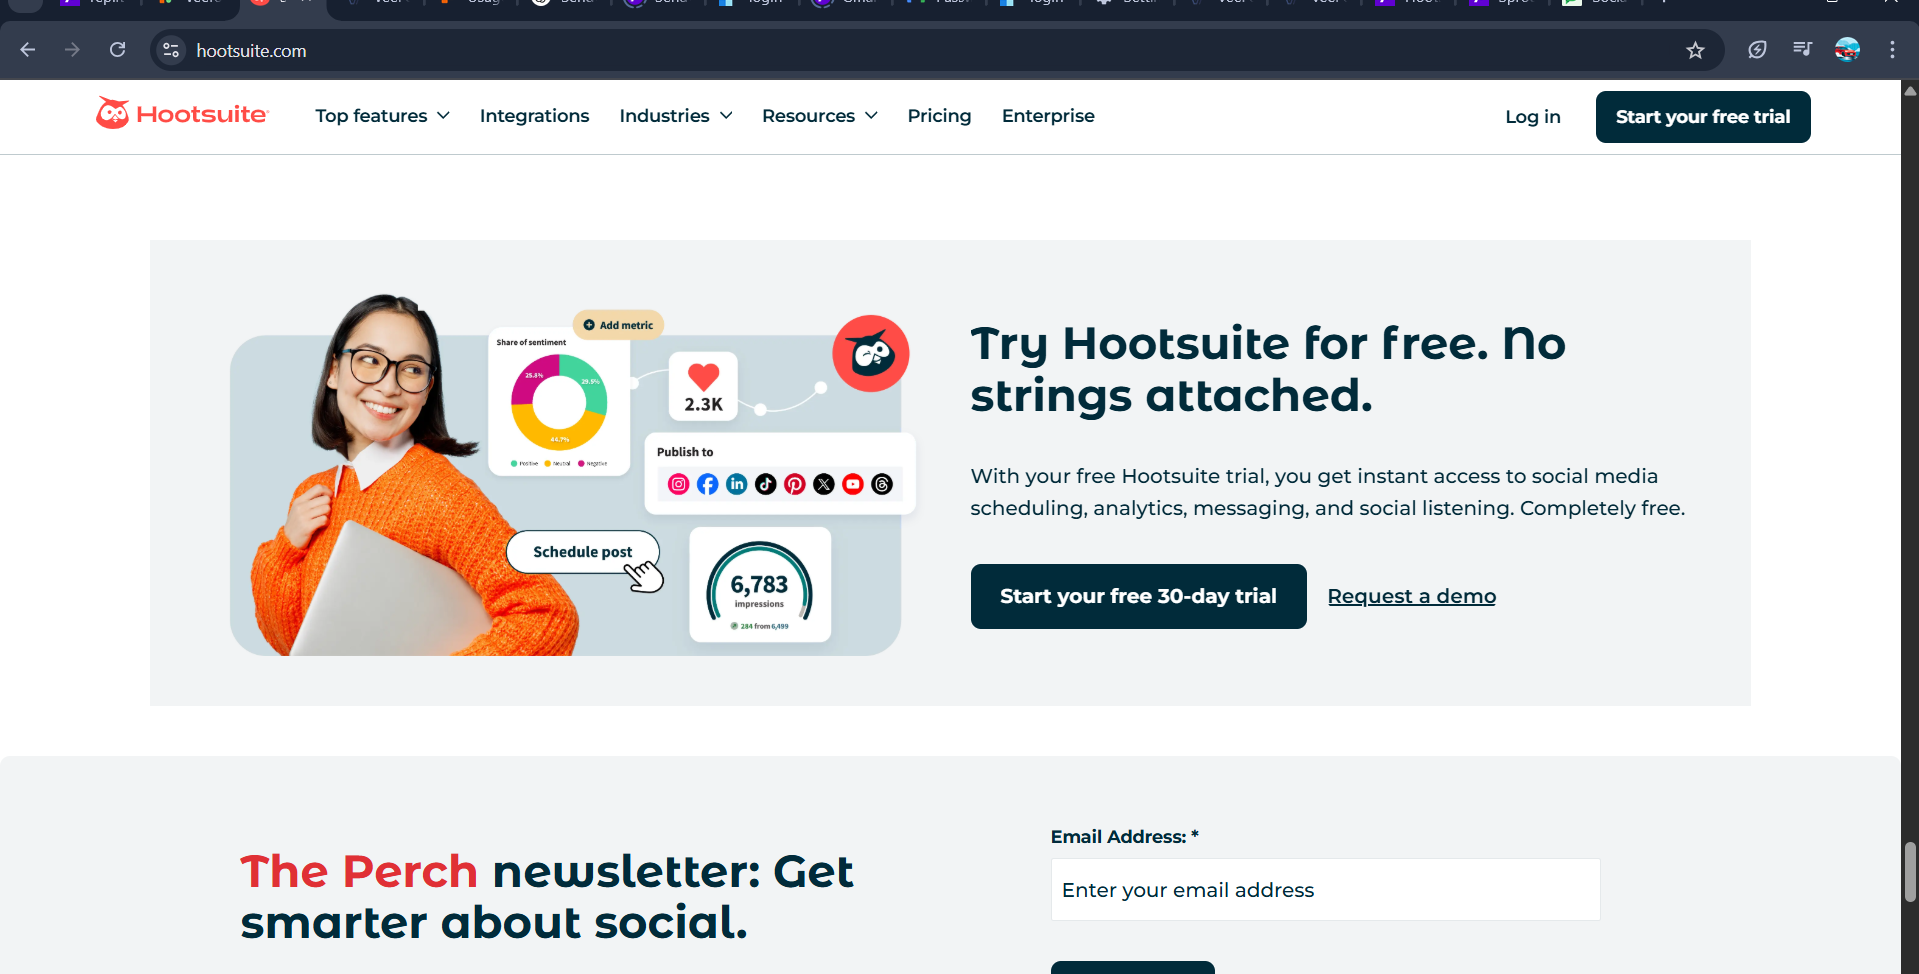 hootsuite.com
Hootsuite
Top features
Integrations
Industries
Resources
Pricing
Enterprise
Log in
Start your free trial
Add metric
Share of sentiment
25.8%
29.5%
44.7%
Positive
Neutral
Negative
2.3K
Publish to
Schedule post
6,783
impressions
284 from 6,499
Try Hootsuite for free. No
strings attached.
With your free Hootsuite trial, you get instant access to social media
scheduling, analytics, messaging, and social listening. Completely free.
Start your free 30-day trial
Request a demo
The Perch newsletter: Get
smarter about social.
Email Address: *
Enter your email address